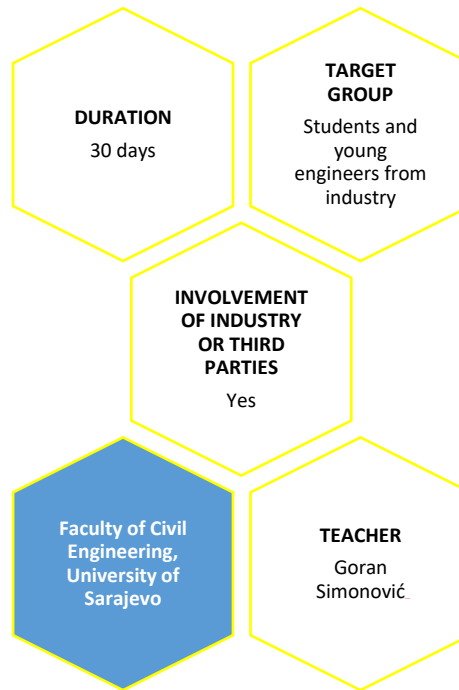 DURATION
30 days
TARGET
GROUP
Students and
young
engineers from
industry
INVOLVEMENT
OF INDUSTRY
OR THIRD
PARTIES
Yes
Faculty of Civil
Engineering,
University of
Sarajevo
TEACHER
Goran
Simonović